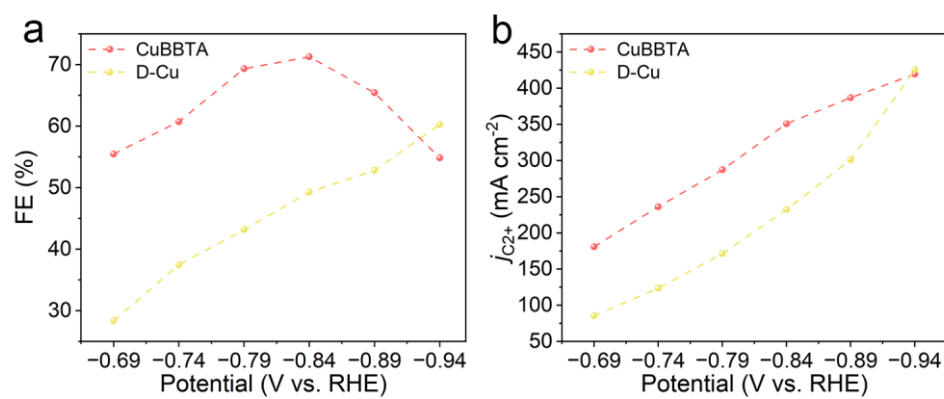 a
CuBBTA
D-Cu
70
60
50
40
30
FE (%)
−0.69 −0.74 −0.79 −0.84 −0.89 −0.94
Potential (V vs. RHE)
b
CuBBTA
D-Cu
450
400
350
300
250
200
150
100
50
j_C2+ (mA cm⁻²)
−0.69 −0.74 −0.79 −0.84 −0.89 −0.94
Potential (V vs. RHE)